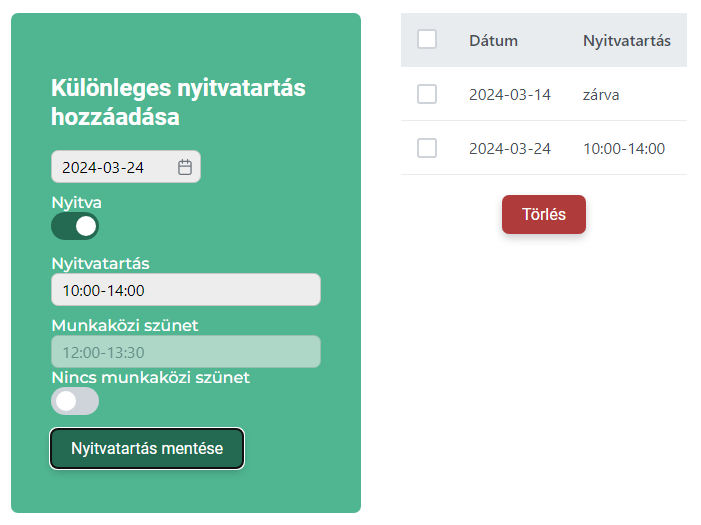 Különleges nyitvatartás
hozzáadása
2024-03-24
Nyitva
Nyitvatartás
10:00-14:00
Munkaközi szünet
12:00-13:30
Nincs munkaközi szünet
Nyitvatartás mentése
Dátum Nyitvatartás
2024-03-14 zárva
2024-03-24 10:00-14:00
Törlés